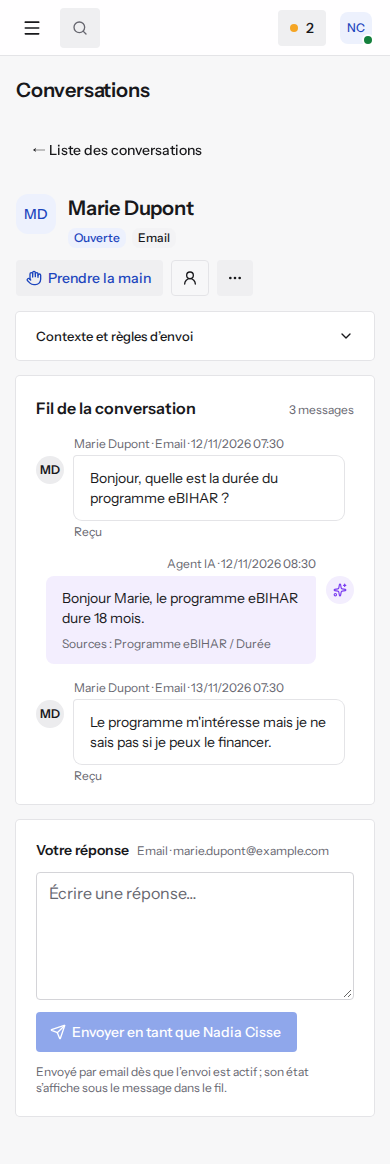 2
NC
Conversations
← Liste des conversations
MD
Marie Dupont
Ouverte
Email
Prendre la main
Contexte et règles d’envoi
Fil de la conversation
3 messages
Marie Dupont · Email · 12/11/2026 07:30
MD
Bonjour, quelle est la durée du
programme eBIHAR ?
Reçu
Agent IA · 12/11/2026 08:30
Bonjour Marie, le programme eBIHAR
dure 18 mois.
Sources : Programme eBIHAR / Durée
Marie Dupont · Email · 13/11/2026 07:30
MD
Le programme m'intéresse mais je ne
sais pas si je peux le financer.
Reçu
Votre réponse
Email · marie.dupont@example.com
Écrire une réponse…
Envoyer en tant que Nadia Cisse
Envoyé par email dès que l’envoi est actif ; son état
s’affiche sous le message dans le fil.